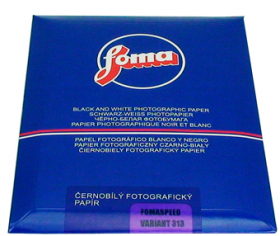 foma
BLACK AND WHITE PHOTOGRAPHIC PAPER
SCHWARZ-WEISS PHOTOPAPIER
ЧЁРНО-БЕЛАЯ ФОТОБУМАГА
PAPIER PHOTOGRAPHIQUE NOIR ET BLANC
PAPEL FOTOGRÁFICO BLANCO Y NEGRO
PAPIER FOTOGRAFICZNY CZARNO-BIAŁY
ČIERNOBIELY FOTOGRAFICKÝ PAPIER
ČERNOBÍLÝ FOTOGRAFICKÝ
PAPÍR
FOMASPEED
VARIANT 313